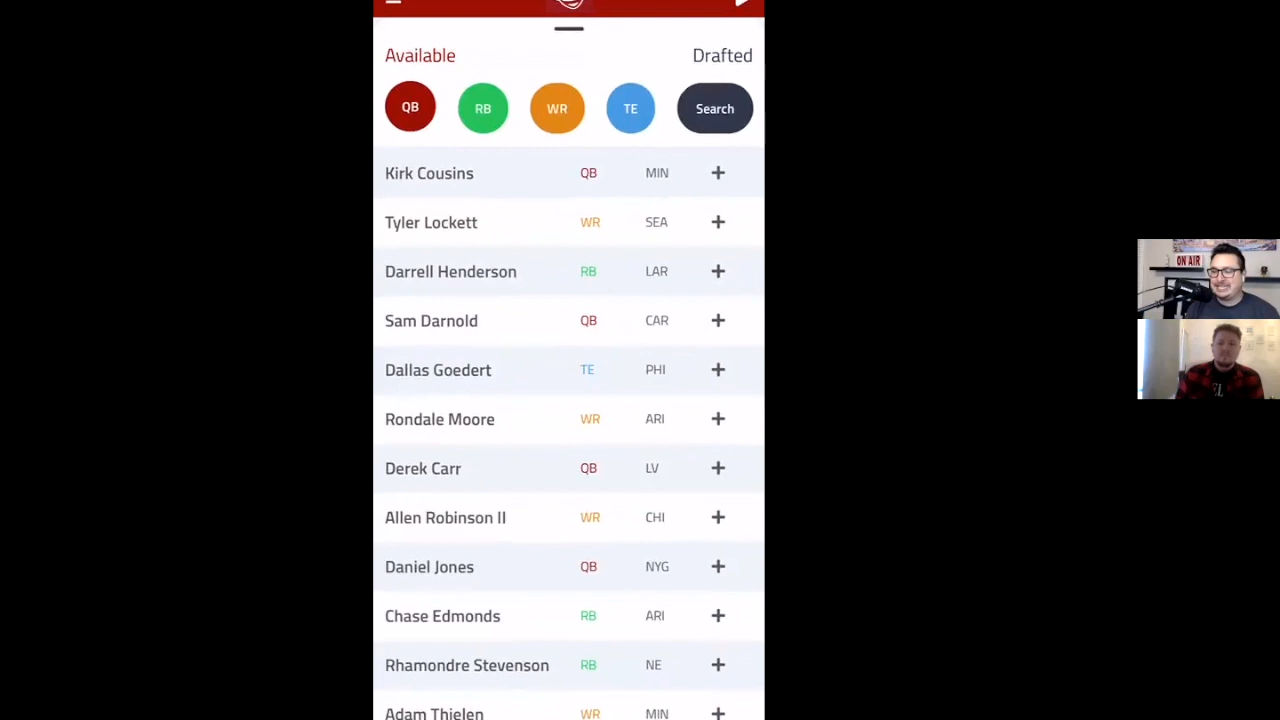 Available Drafted
QB RB WR TE Search
Kirk Cousins QB MIN +
Tyler Lockett WR SEA +
Darrell Henderson RB LAR +
Sam Darnold QB CAR +
Dallas Goedert TE PHI +
Rondale Moore WR ARI +
Derek Carr QB LV +
Allen Robinson II WR CHI +
Daniel Jones QB NYG +
Chase Edmonds RB ARI +
Rhamondre Stevenson RB NE +
Adam Thielen WR MIN +
ON AIR